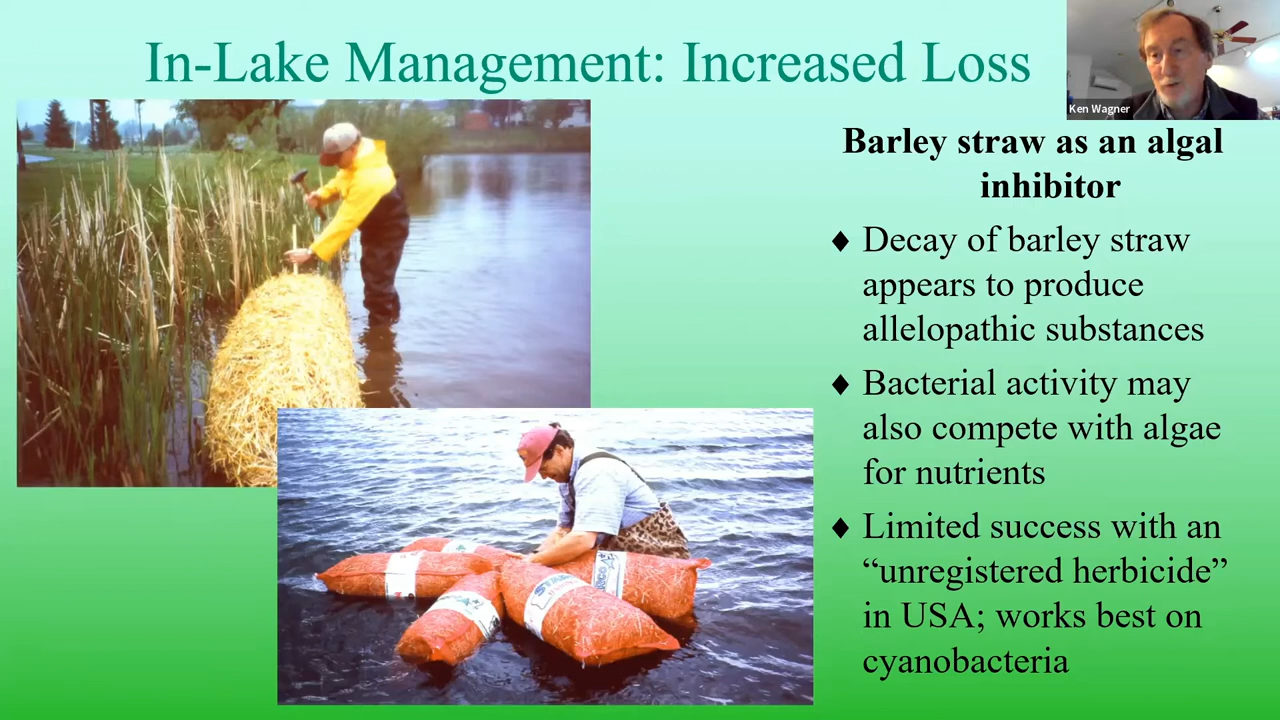 In-Lake Management: Increased Loss
Ken Wagner
Barley straw as an algal
inhibitor
♦ Decay of barley straw
appears to produce
allelopathic substances
♦ Bacterial activity may
also compete with algae
for nutrients
♦ Limited success with an
“unregistered herbicide”
in USA; works best on
cyanobacteria